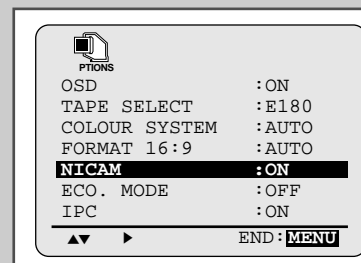 PTIONS
OSD :ON
TAPE SELECT :E180
COLOUR SYSTEM :AUTO
FORMAT 16:9 :AUTO
NICAM :ON
ECO. MODE :OFF
IPC :ON
▲▼ ▶ END:MENU